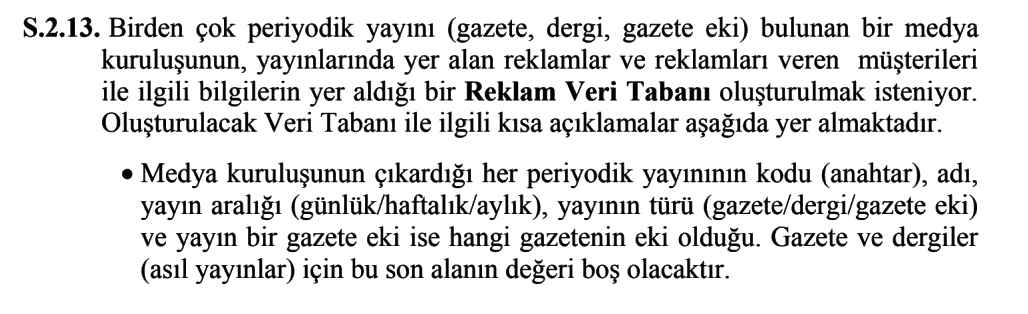 S.2.13. Birden çok periyodik yayını (gazete, dergi, gazete eki) bulunan bir medya
kuruluşunun, yayınlarında yer alan reklamlar ve reklamları veren müşterileri
ile ilgili bilgilerin yer aldığı bir Reklam Veri Tabanı oluşturulmak isteniyor.
Oluşturulacak Veri Tabanı ile ilgili kısa açıklamalar aşağıda yer almaktadır.
• Medya kuruluşunun çıkardığı her periyodik yayınının kodu (anahtar), adı,
yayın aralığı (günlük/haftalık/aylık), yayının türü (gazete/dergi/gazete eki)
ve yayın bir gazete eki ise hangi gazetenin eki olduğu. Gazete ve dergiler
(asıl yayınlar) için bu son alanın değeri boş olacaktır.